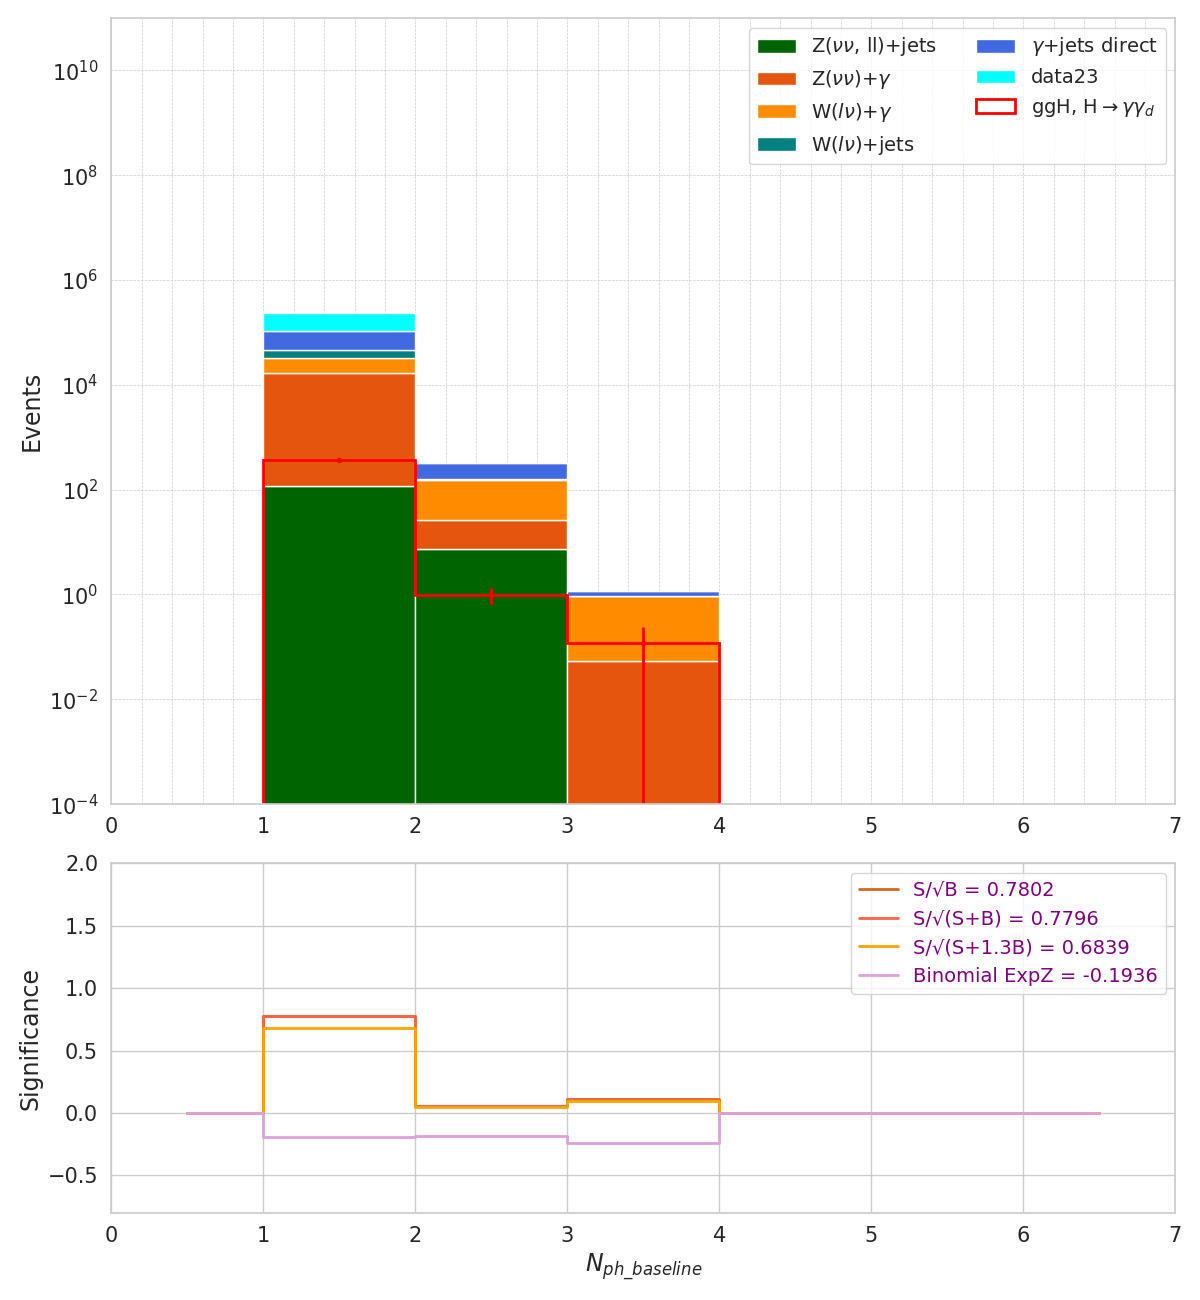 Z(νν, ll)+jets
Z(νν)+γ
W(lν)+γ
W(lν)+jets
γ+jets direct
data23
ggH, H→γγ_d
Events
10^10
10^8
10^6
10^4
10^2
10^0
10^−2
10^−4
0 1 2 3 4 5 6 7
S/√B = 0.7802
S/√(S+B) = 0.7796
S/√(S+1.3B) = 0.6839
Binomial ExpZ = -0.1936
Significance
2.0
1.5
1.0
0.5
0.0
−0.5
0 1 2 3 4 5 6 7
N_ph_baseline